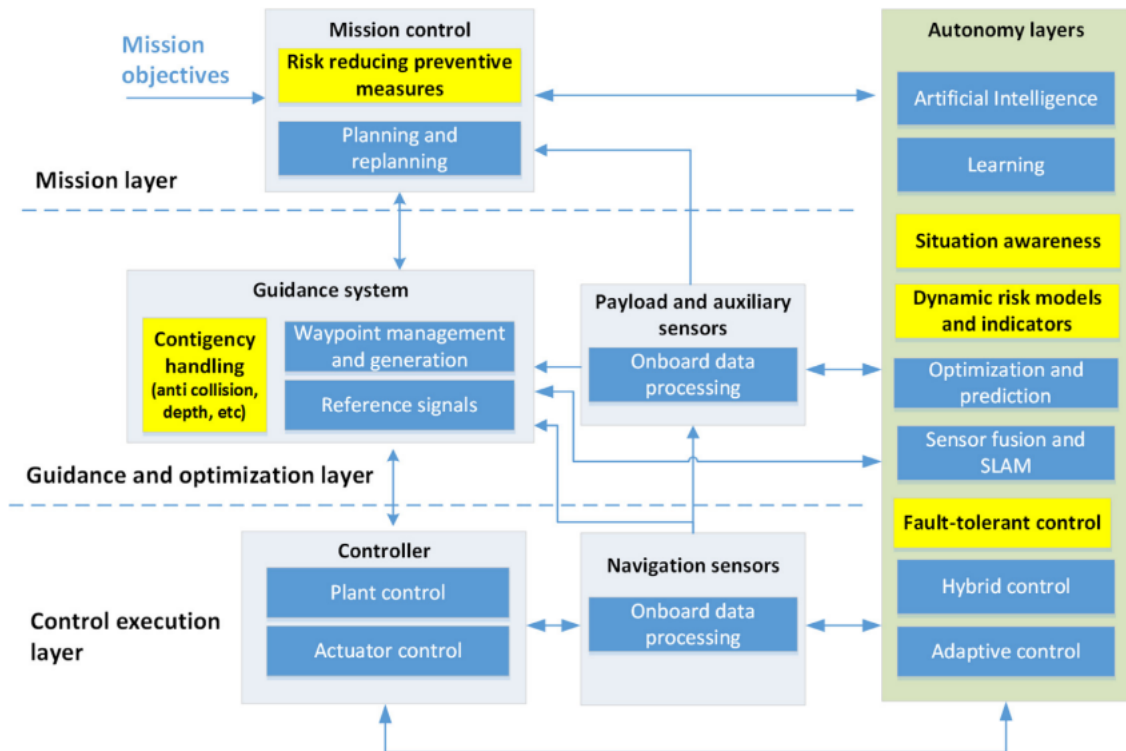 Mission
objectives
Mission control
Risk reducing preventive
measures
Planning and
replanning
Mission layer
Guidance system
Contigency
handling
(anti collision,
depth, etc)
Waypoint management
and generation
Reference signals
Payload and auxiliary
sensors
Onboard data
processing
Guidance and optimization layer
Controller
Plant control
Actuator control
Navigation sensors
Onboard data
processing
Control execution
layer
Autonomy layers
Artificial Intelligence
Learning
Situation awareness
Dynamic risk models
and indicators
Optimization and
prediction
Sensor fusion and
SLAM
Fault-tolerant control
Hybrid control
Adaptive control